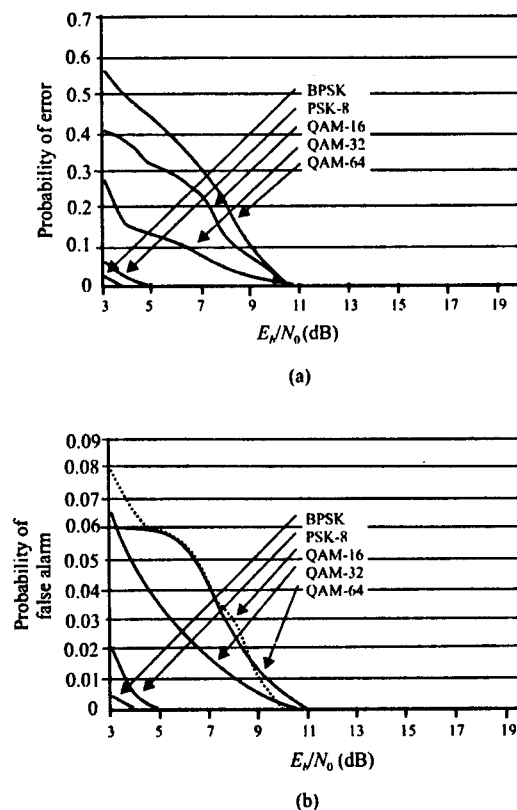 0.7
0.6
0.5
0.4
0.3
0.2
0.1
0
Probability of error
BPSK
PSK-8
QAM-16
QAM-32
QAM-64
3 5 7 9 11 13 15 17 19
E_b/N_0 (dB)
(a)
0.09
0.08
0.07
0.06
0.05
0.04
0.03
0.02
0.01
0
Probability of
false alarm
BPSK
PSK-8
QAM-16
QAM-32
QAM-64
3 5 7 9 11 13 15 17 19
E_b/N_0 (dB)
(b)